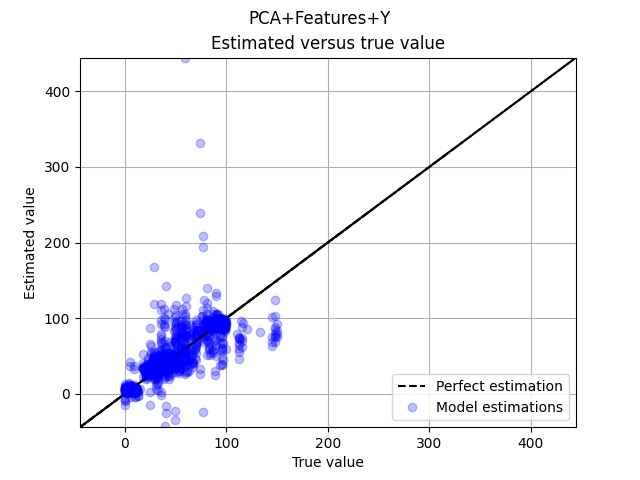 PCA+Features+Y
Estimated versus true value
400
300
200
100
0
Estimated value
Perfect estimation
Model estimations
0 100 200 300 400
True value